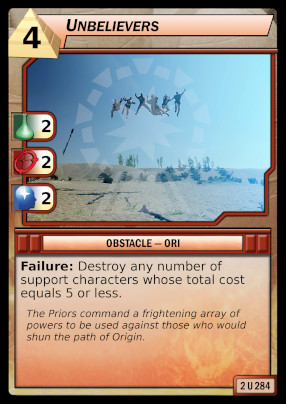 4
UNBELIEVERS
2
2
2
OBSTACLE – ORI
Failure: Destroy any number of
support characters whose total cost
equals 5 or less.
The Priors command a frightening array of
powers to be used against those who would
shun the path of Origin.
2 U 284